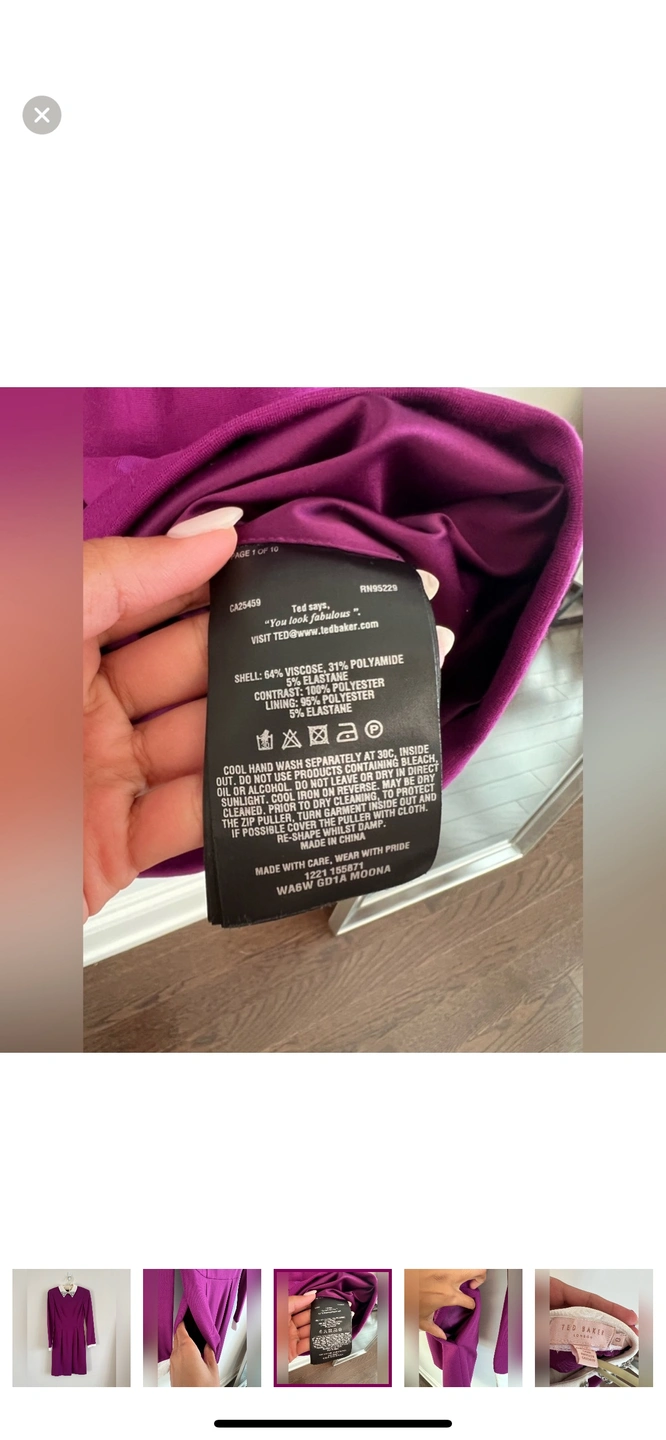 PAGE 1 OF 10
CA25459 RN95229
Ted says,
“You look fabulous ”.
VISIT TED@www.tedbaker.com
SHELL: 64% VISCOSE, 31% POLYAMIDE
5% ELASTANE
CONTRAST: 100% POLYESTER
LINING: 95% POLYESTER
5% ELASTANE
COOL HAND WASH SEPARATELY AT 30C, INSIDE
OUT. DO NOT USE PRODUCTS CONTAINING BLEACH,
OIL OR ALCOHOL. DO NOT LEAVE OR DRY IN DIRECT
SUNLIGHT. COOL IRON ON REVERSE. MAY BE DRY
CLEANED. PRIOR TO DRY CLEANING, TO PROTECT
THE ZIP PULLER, TURN GARMENT INSIDE OUT AND
IF POSSIBLE COVER THE PULLER WITH CLOTH.
RE-SHAPE WHILST DAMP.
MADE IN CHINA
MADE WITH CARE, WEAR WITH PRIDE
1221 155871
WA6W GD1A MOONA
TED BAKER
LONDON